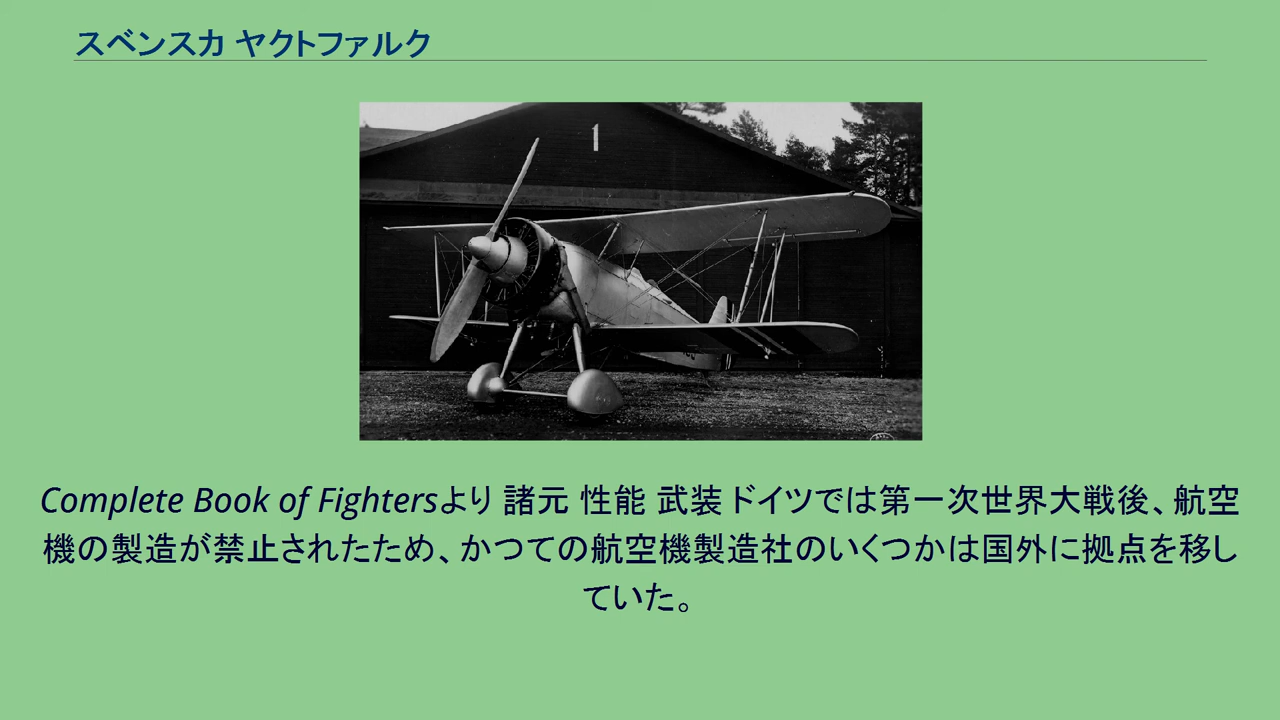 スベンスカ ヤクトファルク
1
Complete Book of Fightersより 諸元 性能 武装 ドイツでは第一次世界大戦後、航空
機の製造が禁止されたため、かつての航空機製造社のいくつかは国外に拠点を移し
ていた。